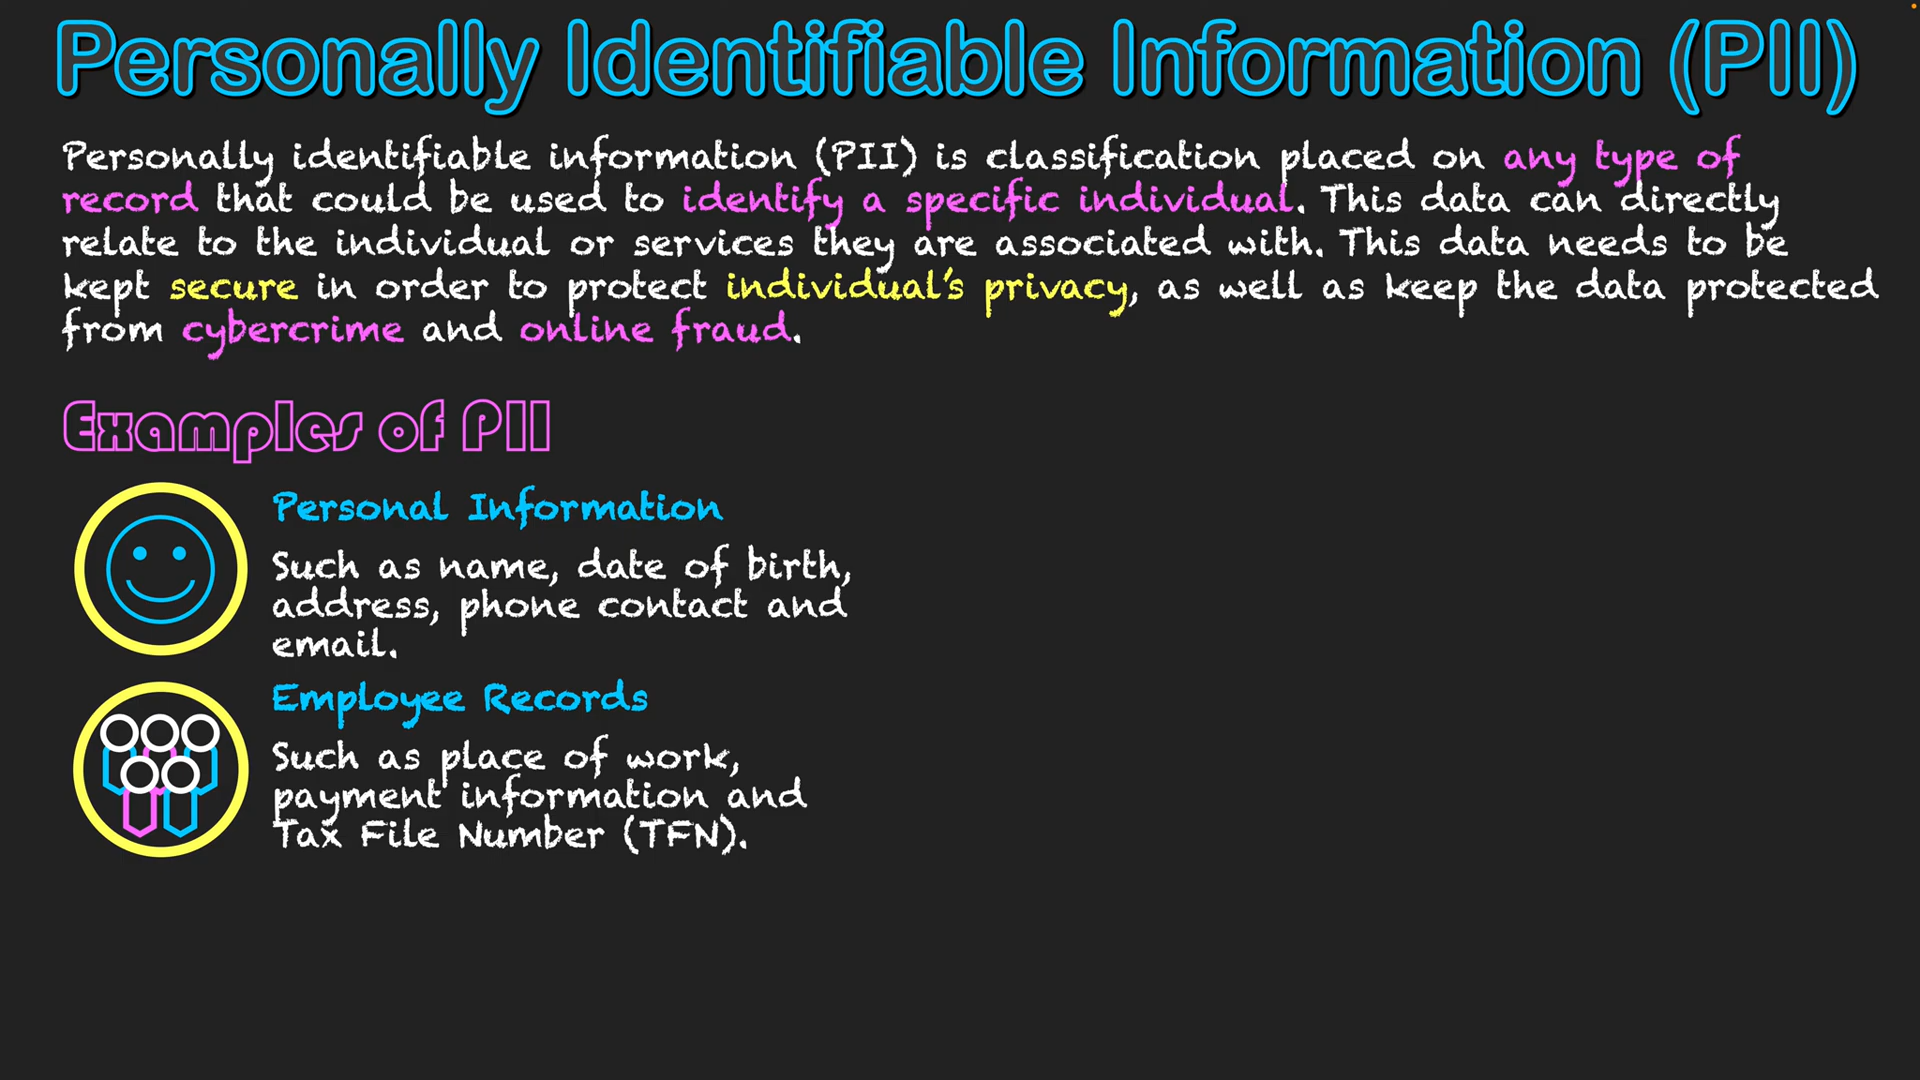 Personally Identifiable Information (PII)
Personally identifiable information (PII) is classification placed on any type of
record that could be used to identify a specific individual. This data can directly
relate to the individual or services they are associated with. This data needs to be
kept secure in order to protect individual's privacy, as well as keep the data protected
from cybercrime and online fraud.
Examples of PII
Personal Information
Such as name, date of birth,
address, phone contact and
email.
Employee Records
Such as place of work,
payment information and
Tax File Number (TFN).